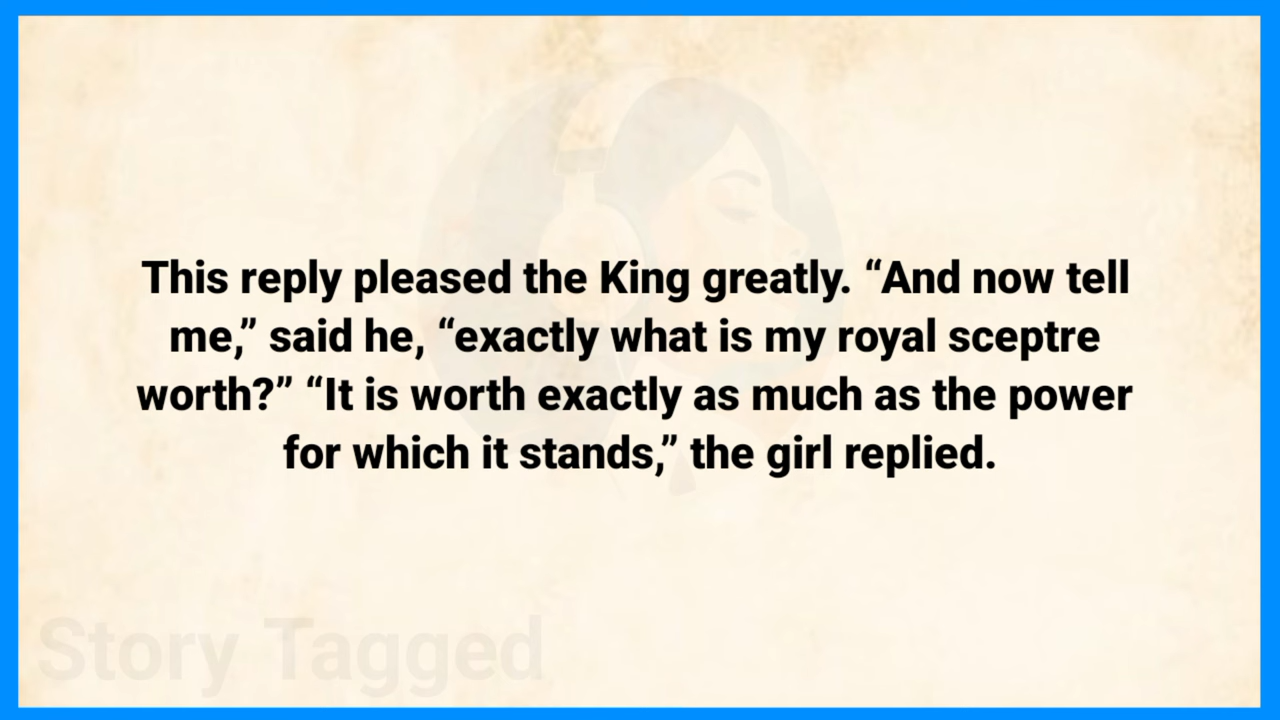 This reply pleased the King greatly. “And now tell
me,” said he, “exactly what is my royal sceptre
worth?” “It is worth exactly as much as the power
for which it stands,” the girl replied.
Story Tagged